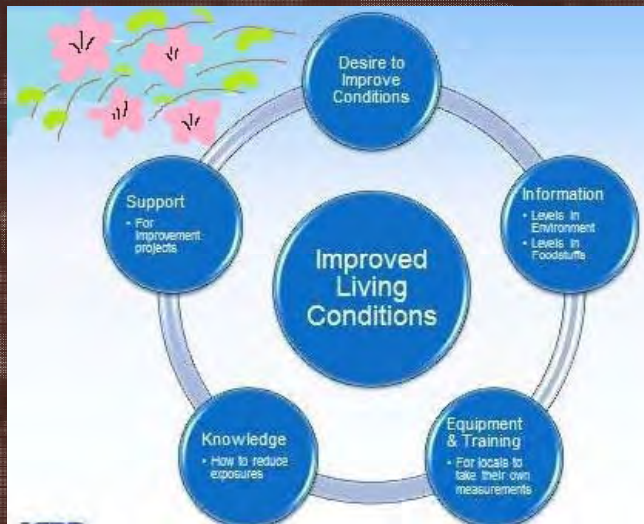 Desire to
Improve
Conditions
Information
• Levels in
Environment
• Levels in
Foodstuffs
Equipment
& Training
• For locals to
take their own
measurements
Knowledge
• How to reduce
exposures
Support
• For
Improvement
projects
Improved
Living
Conditions